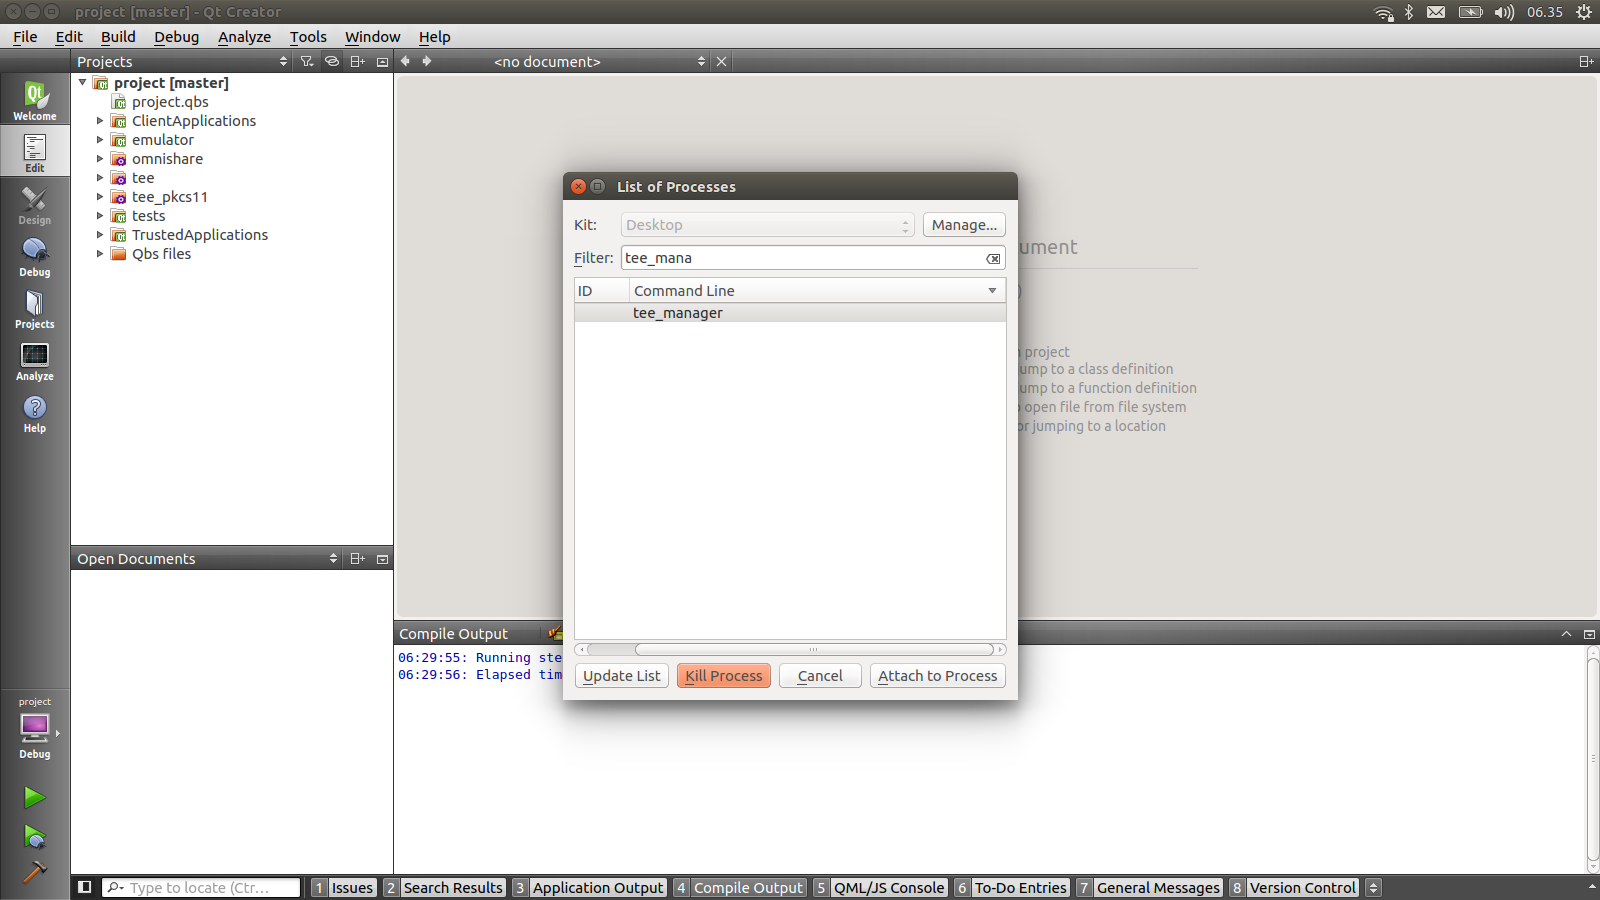 project [master] - Qt Creator
06.35
File Edit Build Debug Analyze Tools Window Help
Projects
<no document>
Welcome
Edit
Design
Debug
Projects
Analyze
Help
project
Debug
project [master]
project.qbs
ClientApplications
emulator
omnishare
tee
tee_pkcs11
tests
TrustedApplications
Qbs files
Open Documents
ument
project
ump to a class definition
ump to a function definition
open file from file system
or jumping to a location
List of Processes
Kit: Desktop Manage...
Filter: tee_mana
ID Command Line
tee_manager
Update List Kill Process Cancel Attach to Process
Compile Output
06:29:55: Running ste
06:29:56: Elapsed tim
Type to locate (Ctr...
1 Issues 2 Search Results 3 Application Output 4 Compile Output 5 QML/JS Console 6 To-Do Entries 7 General Messages 8 Version Control